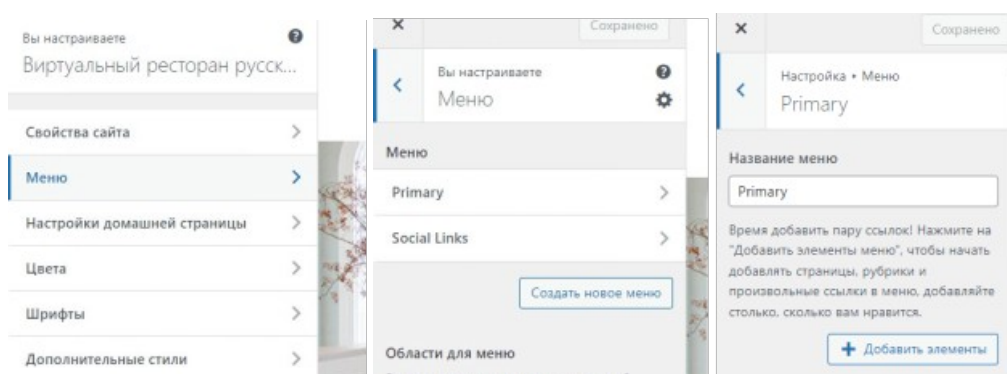 Вы настраиваете
Виртуальный ресторан русск...
Свойства сайта
Меню
Настройки домашней страницы
Цвета
Шрифты
Дополнительные стили
Сохранено
Вы настраиваете
Меню
Меню
Primary
Social Links
Создать новое меню
Области для меню
Сохранено
Настройка • Меню
Primary
Название меню
Primary
Время добавить пару ссылок! Нажмите на
"Добавить элементы меню", чтобы начать
добавлять страницы, рубрики и
произвольные ссылки в меню, добавляйте
столько, сколько вам нравится.
Добавить элементы